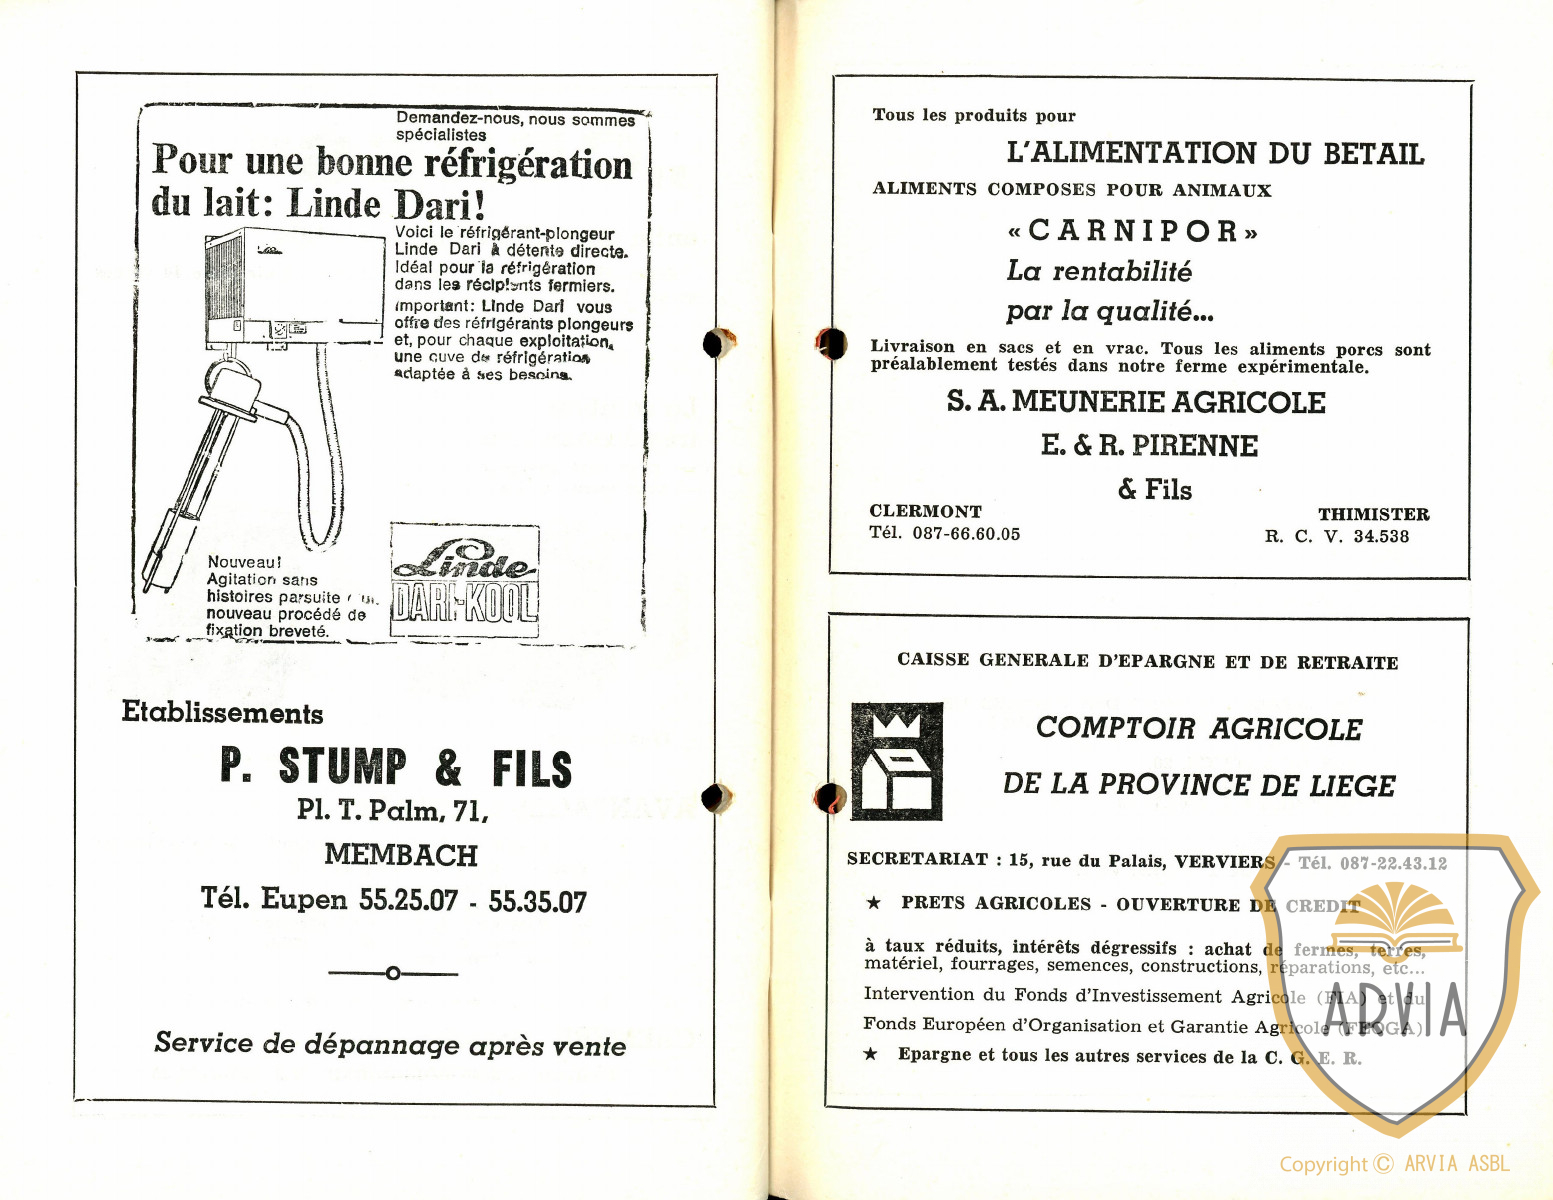 Demandez-nous, nous sommes
spécialistes
Pour une bonne réfrigération
du lait: Linde Dari!
Voici le réfrigérant-plongeur
Linde Dari à détente directe.
Idéal pour la réfrigération
dans les récipients fermiers.
Important: Linde Dari vous
offre des réfrigérants plongeurs
et, pour chaque exploitation,
une cuve de réfrigération
adaptée à ses besoins.
Nouveau!
Agitation sans
histoires parsuite
nouveau procédé de
fixation breveté.
Linde
DARI-KOOL
Etablissements
P. STUMP & FILS
Pl. T. Palm, 71,
MEMBACH
Tél. Eupen 55.25.07 - 55.35.07
Service de dépannage après vente
Tous les produits pour
L'ALIMENTATION DU BETAIL
ALIMENTS COMPOSES POUR ANIMAUX
« CARNIPOR »
La rentabilité
par la qualité...
Livraison en sacs et en vrac. Tous les aliments porcs sont
préalablement testés dans notre ferme expérimentale.
S. A. MEUNERIE AGRICOLE
E. & R. PIRENNE
& Fils
CLERMONT THIMISTER
Tél. 087-66.60.05 R. C. V. 34.538
CAISSE GENERALE D'EPARGNE ET DE RETRAITE
COMPTOIR AGRICOLE
DE LA PROVINCE DE LIEGE
SECRETARIAT : 15, rue du Palais, VERVIERS - Tél. 087-22.43.12
★ PRETS AGRICOLES - OUVERTURE DE CREDIT
à taux réduits, intérêts dégressifs : achat de fermes, terres,
matériel, fourrages, semences, constructions, réparations, etc...
Intervention du Fonds d'Investissement Agricole (FIA) et du
Fonds Européen d'Organisation et Garantie Agricole (FEOGA)
★ Epargne et tous les autres services de la C. G. E. R.
ARVIA
Copyright © ARVIA ASBL